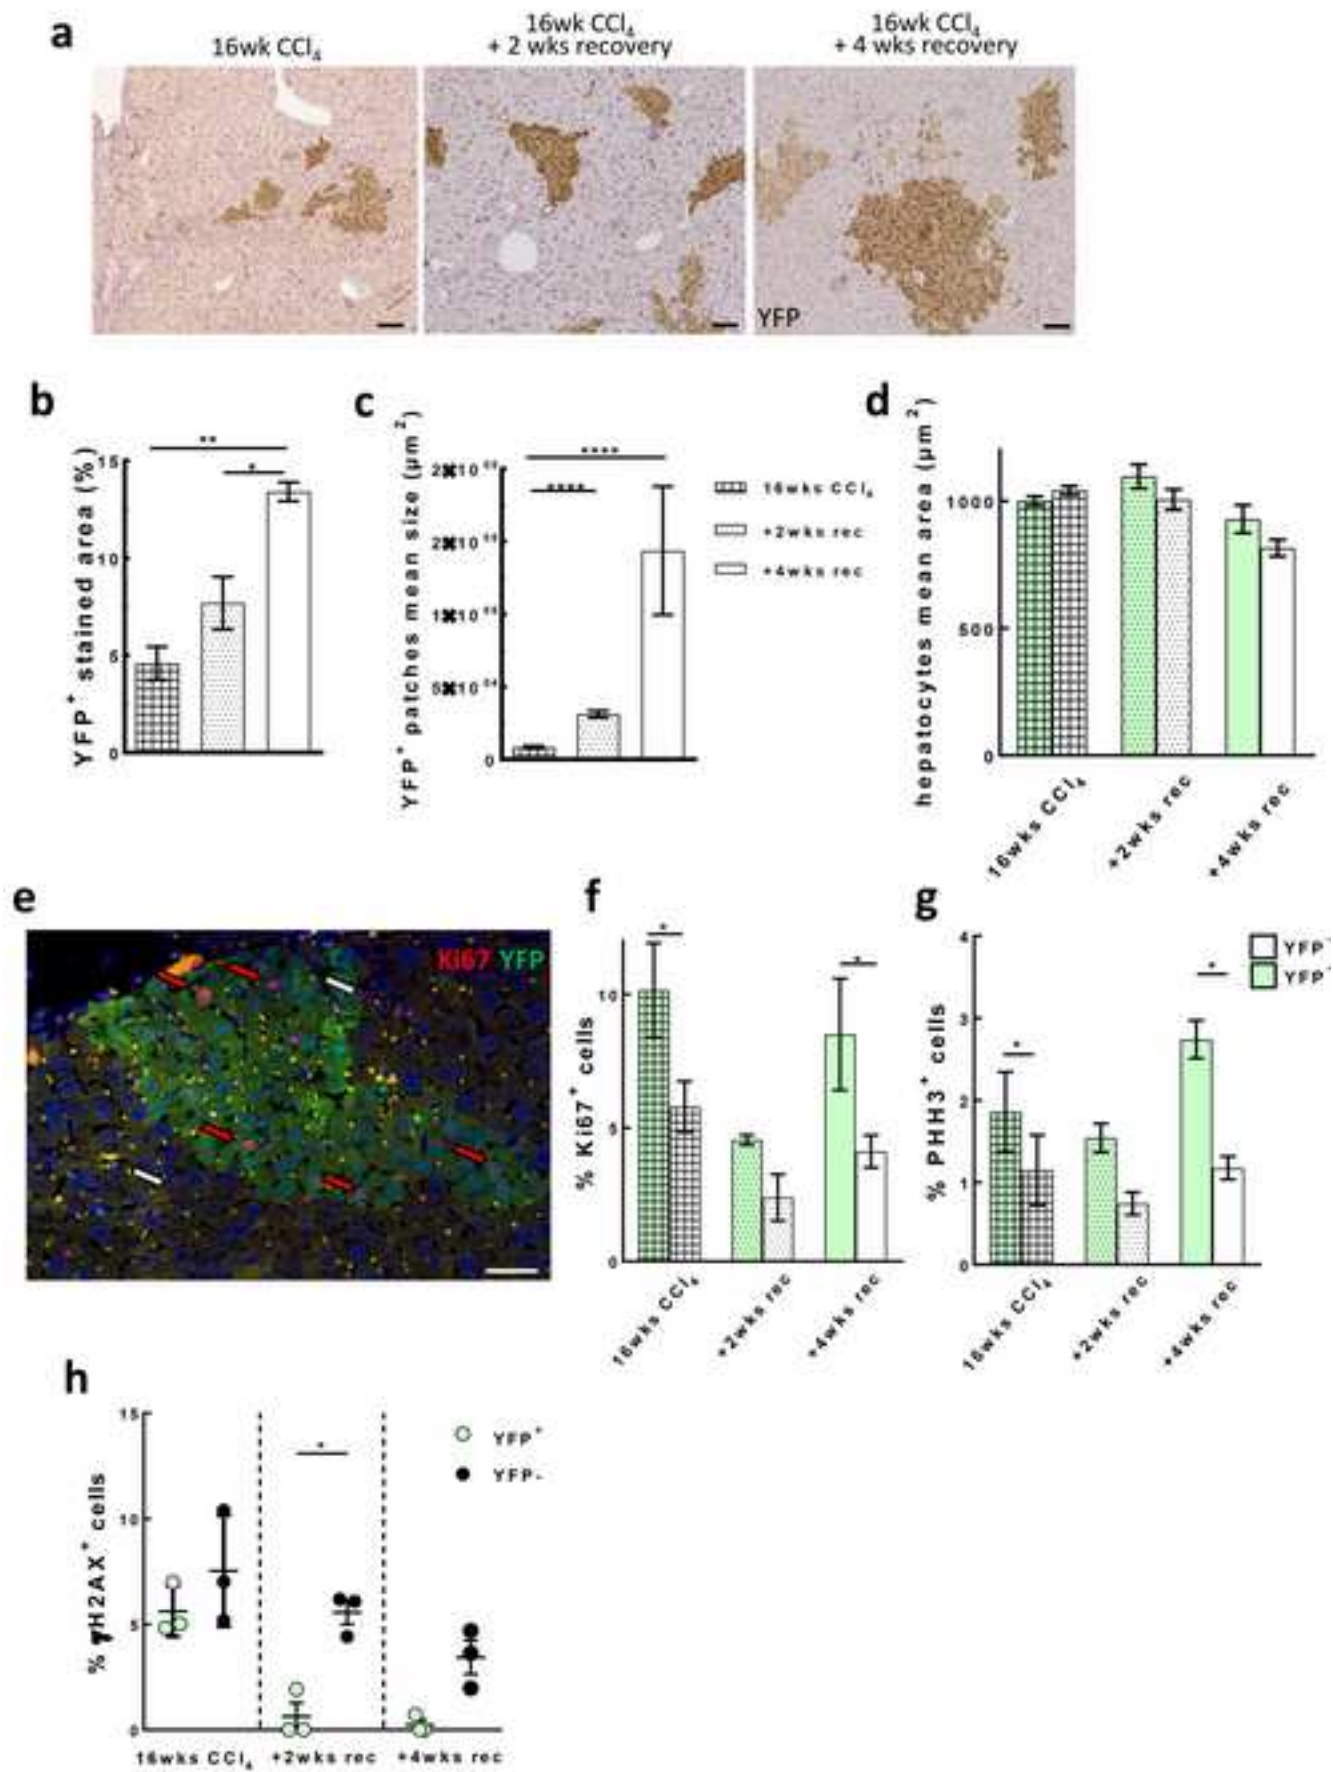 a
16wk CCl₄
16wk CCl₄
+ 2 wks recovery
16wk CCl₄
+ 4 wks recovery
YFP
b
YFP⁺ stained area (%)
15
10
5
0
**
*
c
YFP⁺ patches mean size (µm²)
0
****
****
16wks CCl₄
+2wks rec
+4wks rec
d
hepatocytes mean area (µm²)
1000
500
0
16wks CCl₄
+2wks rec
+4wks rec
e
Ki67 YFP
f
% Ki67⁺ cells
10
5
0
*
*
16wks CCl₄
+2wks rec
+4wks rec
g
% PHH3⁺ cells
4
3
2
1
0
*
*
YFP⁺
16wks CCl₄
+2wks rec
+4wks rec
h
% γH2AX⁺ cells
15
10
5
0
*
YFP⁺
YFP-
16wks CCl₄
+2wks rec
+4wks rec